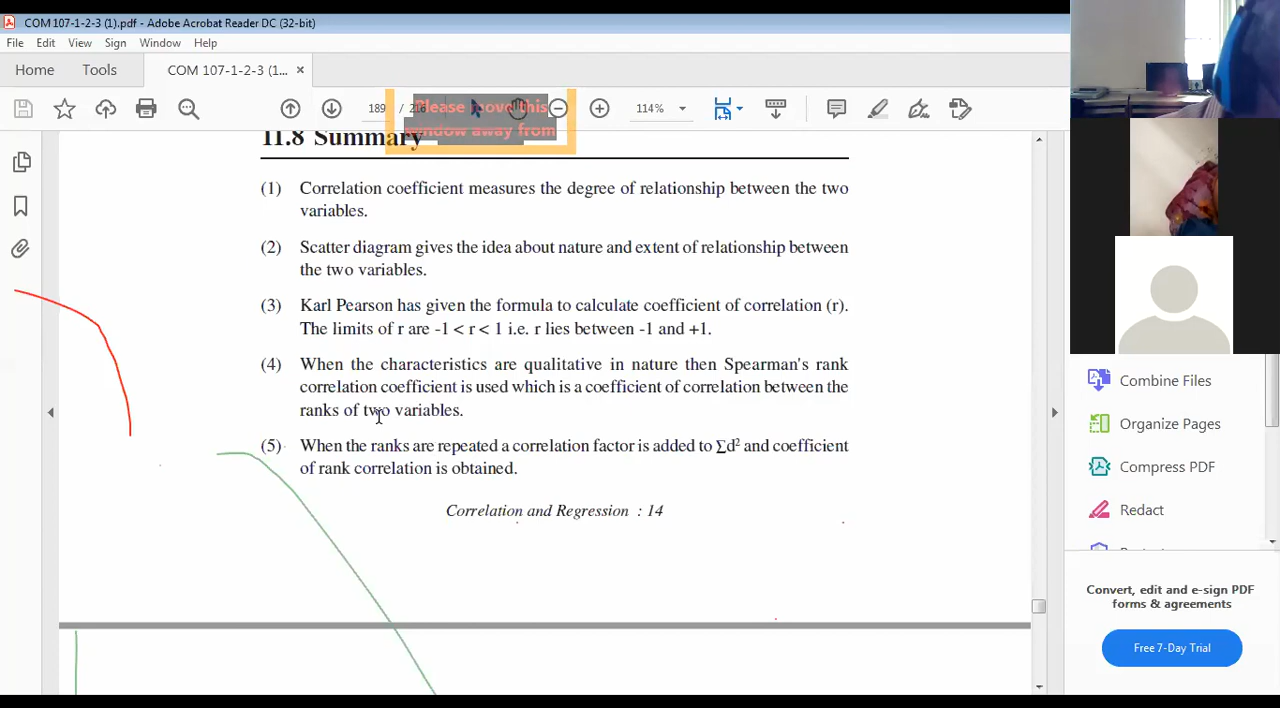 COM 107-1-2-3 (1).pdf - Adobe Acrobat Reader DC (32-bit)
File Edit View Sign Window Help
Home Tools COM 107-1-2-3 (1... ×
189 / 114%
Please move this
window away from
11.8 Summary
(1) Correlation coefficient measures the degree of relationship between the two
variables.
(2) Scatter diagram gives the idea about nature and extent of relationship between
the two variables.
(3) Karl Pearson has given the formula to calculate coefficient of correlation (r).
The limits of r are -1 < r < 1 i.e. r lies between -1 and +1.
(4) When the characteristics are qualitative in nature then Spearman's rank
correlation coefficient is used which is a coefficient of correlation between the
ranks of two variables.
(5) When the ranks are repeated a correlation factor is added to ∑d² and coefficient
of rank correlation is obtained.
Correlation and Regression : 14
Combine Files
Organize Pages
Compress PDF
Redact
Convert, edit and e-sign PDF
forms & agreements
Free 7-Day Trial